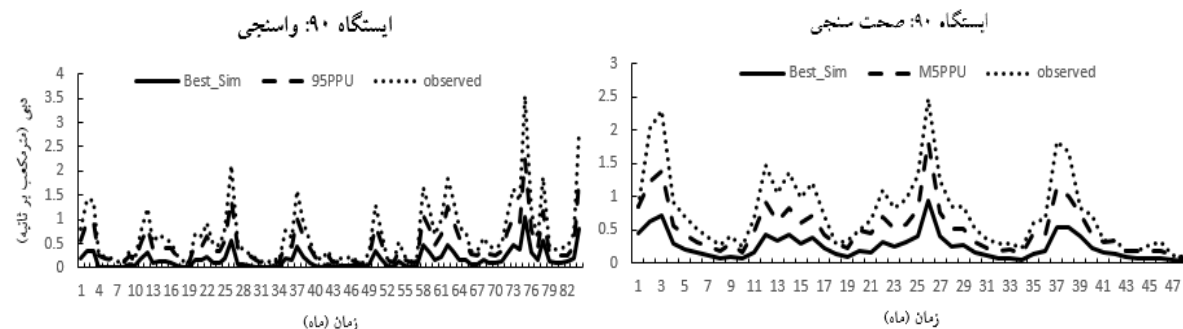 ایستگاه ۹۰: واسنجی
4
3.5
3
2.5
2
1.5
1
0.5
0
Best_Sim 95PPU observed
دبی (مترمکعب بر ثانیه)
1 4 7 10 13 16 19 22 25 28 31 34 37 40 43 46 49 52 55 58 61 64 67 70 73 76 79 82
زمان (ماه)
ایستگاه ۹۰: صحت سنجی
3
2.5
2
1.5
1
0.5
0
Best_Sim M5PPU observed
1 3 5 7 9 11 13 15 17 19 21 23 25 27 29 31 33 35 37 39 41 43 45 47
زمان (ماه)